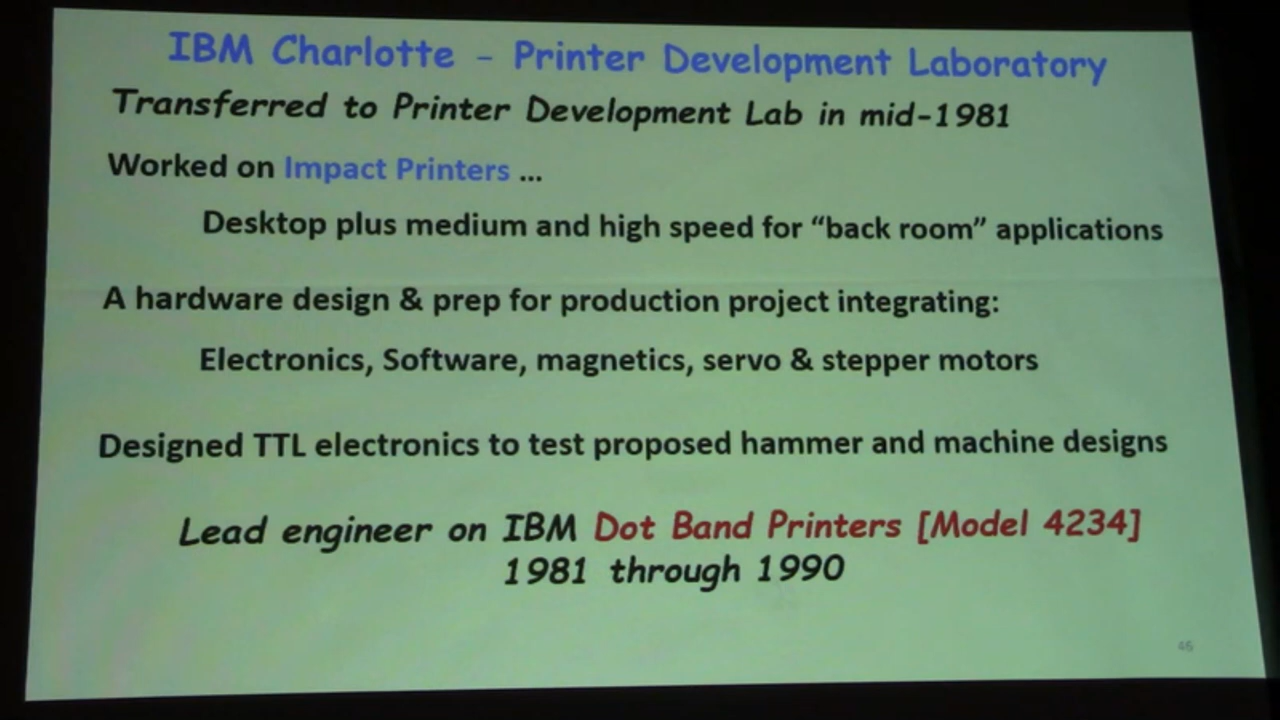 IBM Charlotte - Printer Development Laboratory
Transferred to Printer Development Lab in mid-1981
Worked on Impact Printers ...
Desktop plus medium and high speed for “back room” applications
A hardware design & prep for production project integrating:
Electronics, Software, magnetics, servo & stepper motors
Designed TTL electronics to test proposed hammer and machine designs
Lead engineer on IBM Dot Band Printers [Model 4234]
1981 through 1990
46